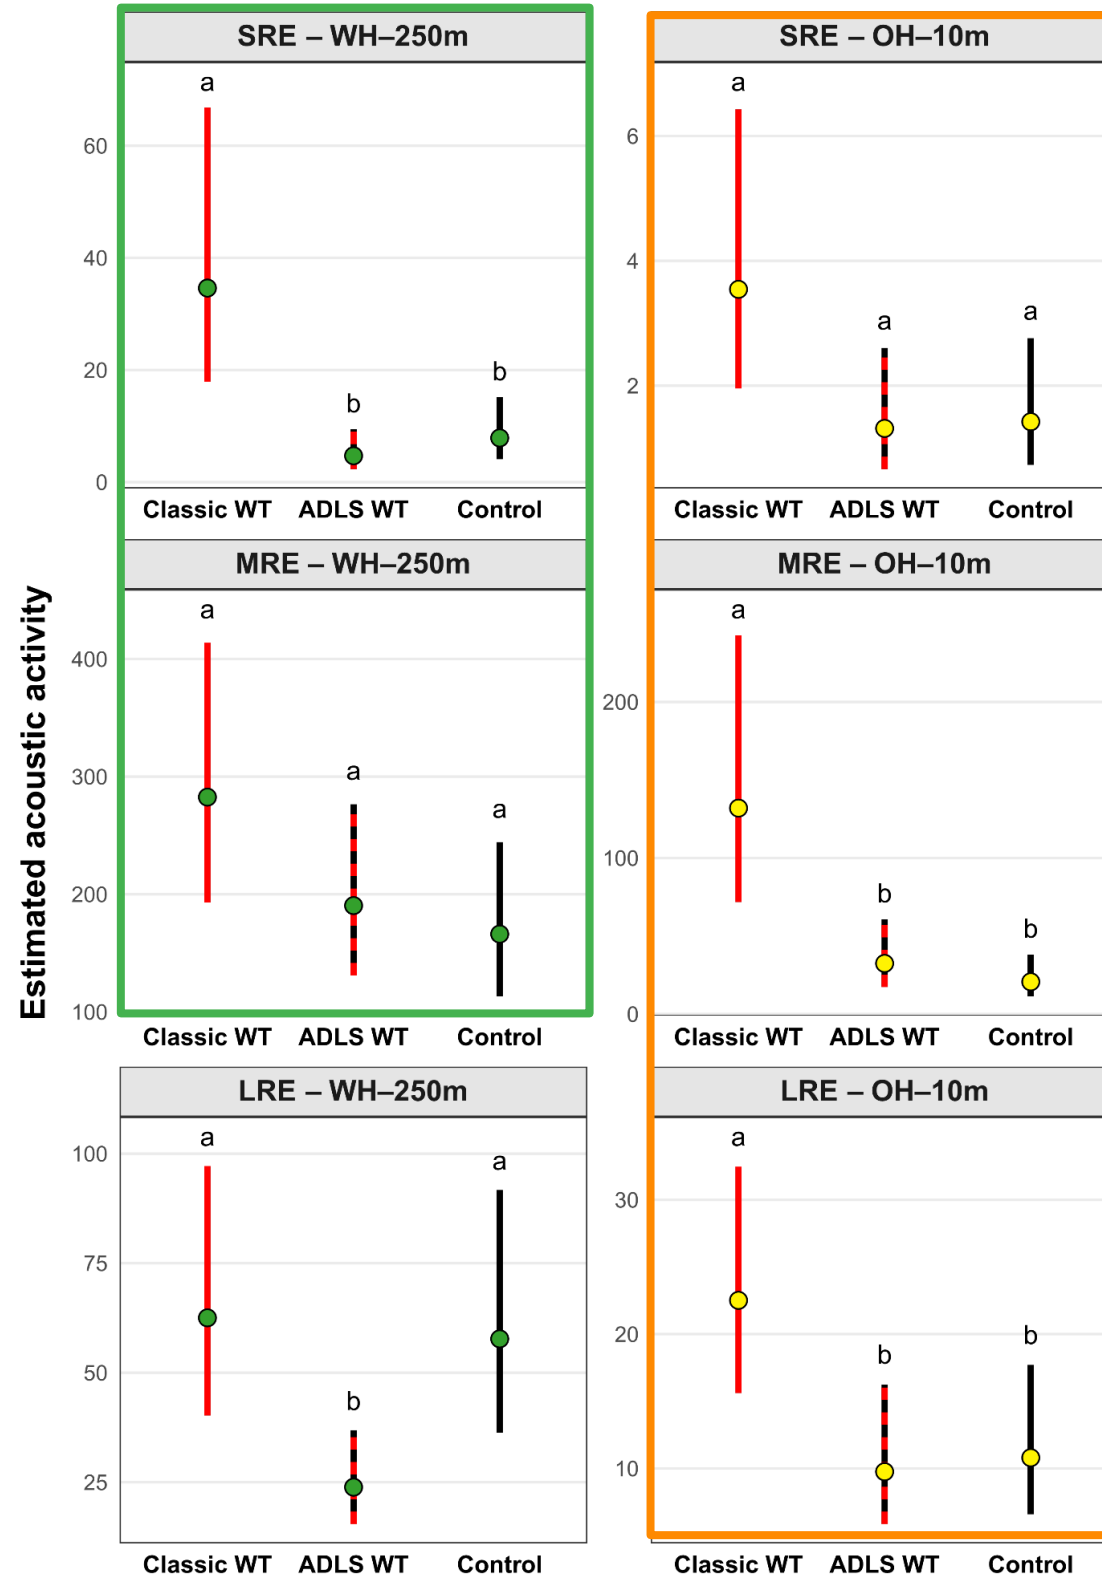 SRE – WH–250m
a
60
40
20
0
b
b
Classic WT ADLS WT Control
SRE – OH–10m
a
6
4
2
a
a
Classic WT ADLS WT Control
Estimated acoustic activity
MRE – WH–250m
a
400
300
200
100
a
a
Classic WT ADLS WT Control
MRE – OH–10m
a
200
100
0
b
b
Classic WT ADLS WT Control
LRE – WH–250m
a
100
75
50
25
b
a
Classic WT ADLS WT Control
LRE – OH–10m
a
30
20
10
b
b
Classic WT ADLS WT Control